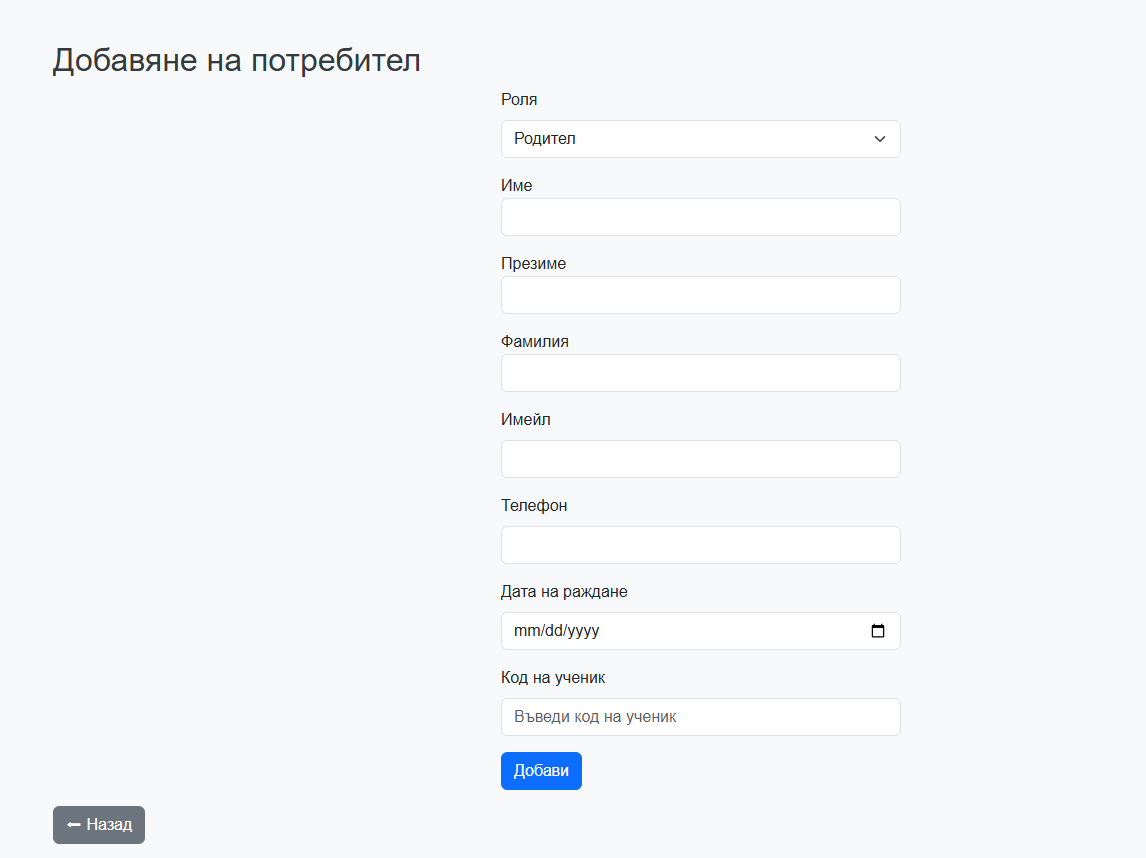 Добавяне на потребител
Роля
Родител
Име
Презиме
Фамилия
Имейл
Телефон
Дата на раждане
mm/dd/yyyy
Код на ученик
Въведи код на ученик
Добави
← Назад